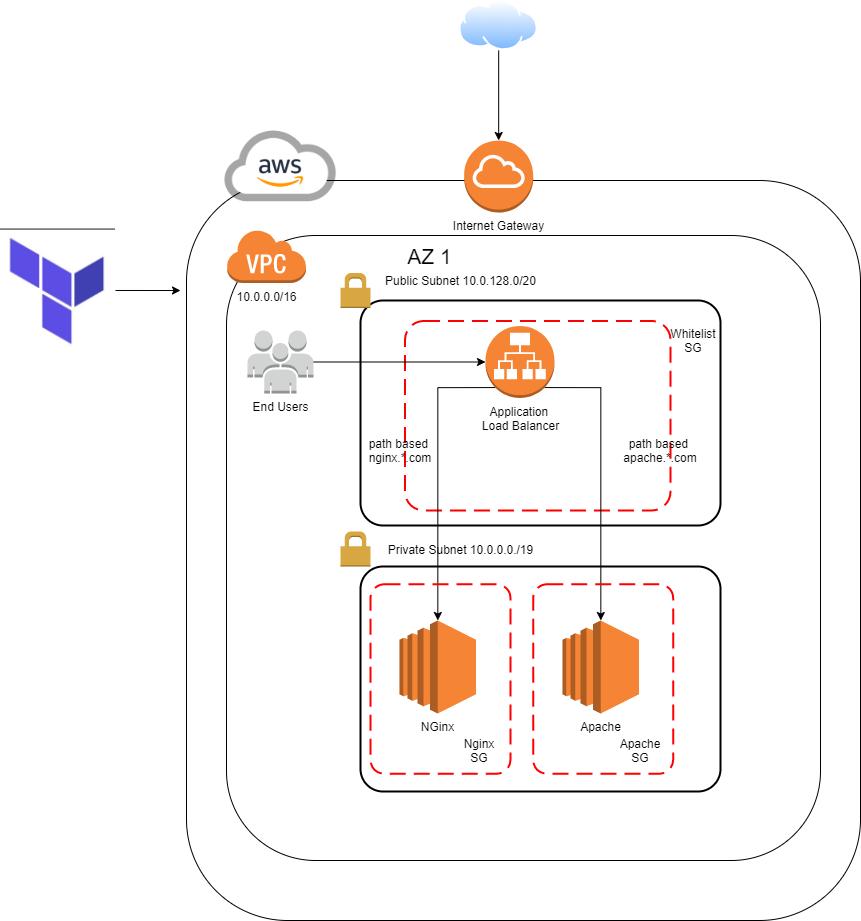 aws
Internet Gateway
VPC
10.0.0.0/16
AZ 1
Public Subnet 10.0.128.0/20
Whitelist
SG
End Users
Application
Load Balancer
path based
nginx.*.com
path based
apache.*.com
Private Subnet 10.0.0.0./19
NGinx
Nginx
SG
Apache
Apache
SG